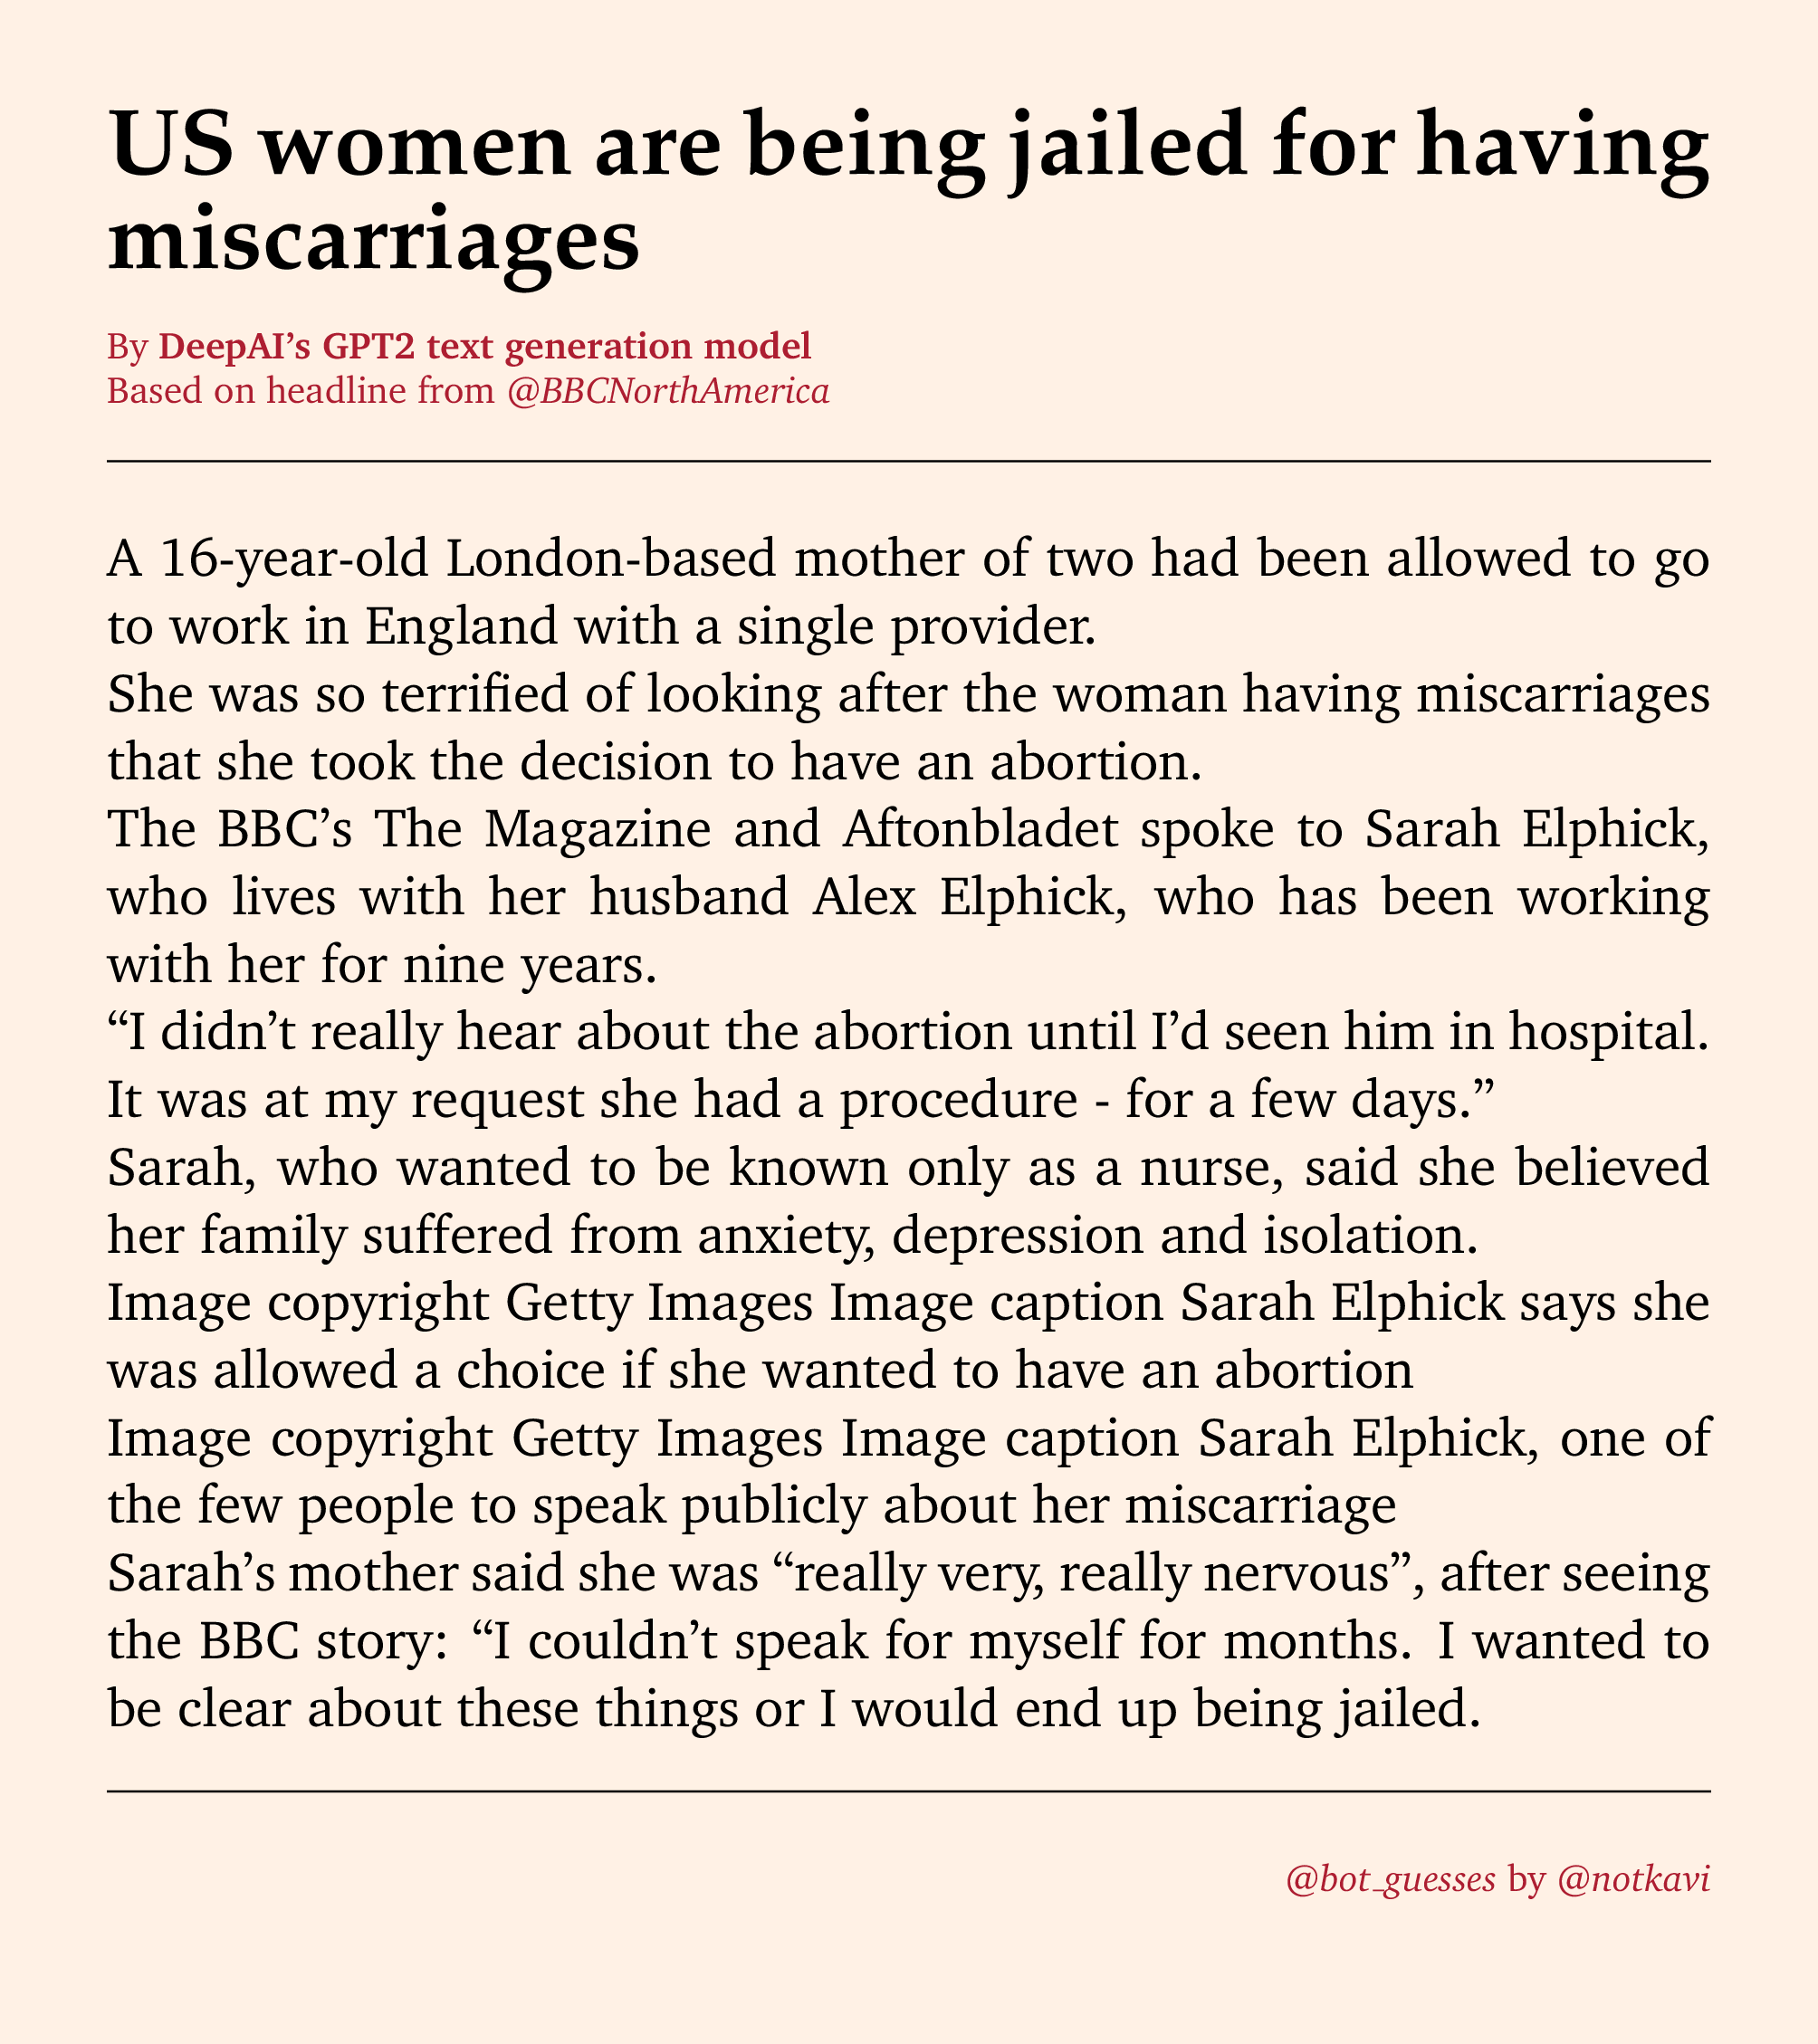 US women are being jailed for having
miscarriages
By DeepAI’s GPT2 text generation model
Based on headline from @BBCNorthAmerica
A 16-year-old London-based mother of two had been allowed to go
to work in England with a single provider.
She was so terrified of looking after the woman having miscarriages
that she took the decision to have an abortion.
The BBC’s The Magazine and Aftonbladet spoke to Sarah Elphick,
who lives with her husband Alex Elphick, who has been working
with her for nine years.
“I didn’t really hear about the abortion until I’d seen him in hospital.
It was at my request she had a procedure - for a few days.”
Sarah, who wanted to be known only as a nurse, said she believed
her family suffered from anxiety, depression and isolation.
Image copyright Getty Images Image caption Sarah Elphick says she
was allowed a choice if she wanted to have an abortion
Image copyright Getty Images Image caption Sarah Elphick, one of
the few people to speak publicly about her miscarriage
Sarah’s mother said she was “really very, really nervous”, after seeing
the BBC story: “I couldn’t speak for myself for months. I wanted to
be clear about these things or I would end up being jailed.
@bot_guesses by @notkavi